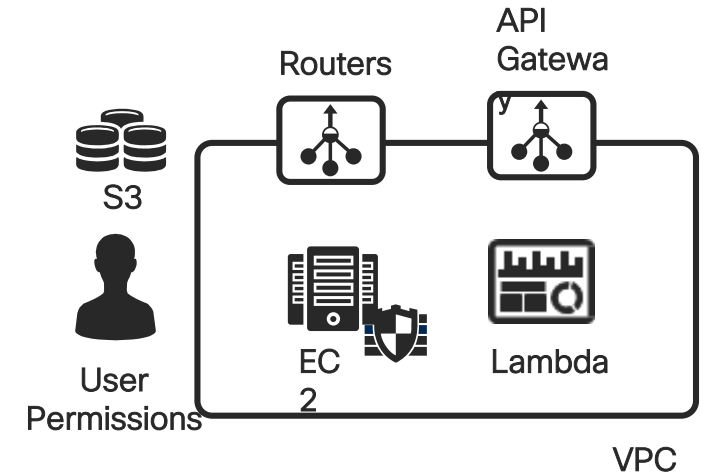 API
Gatewa
y
Routers
S3
EC
2
Lambda
User
Permissions
VPC